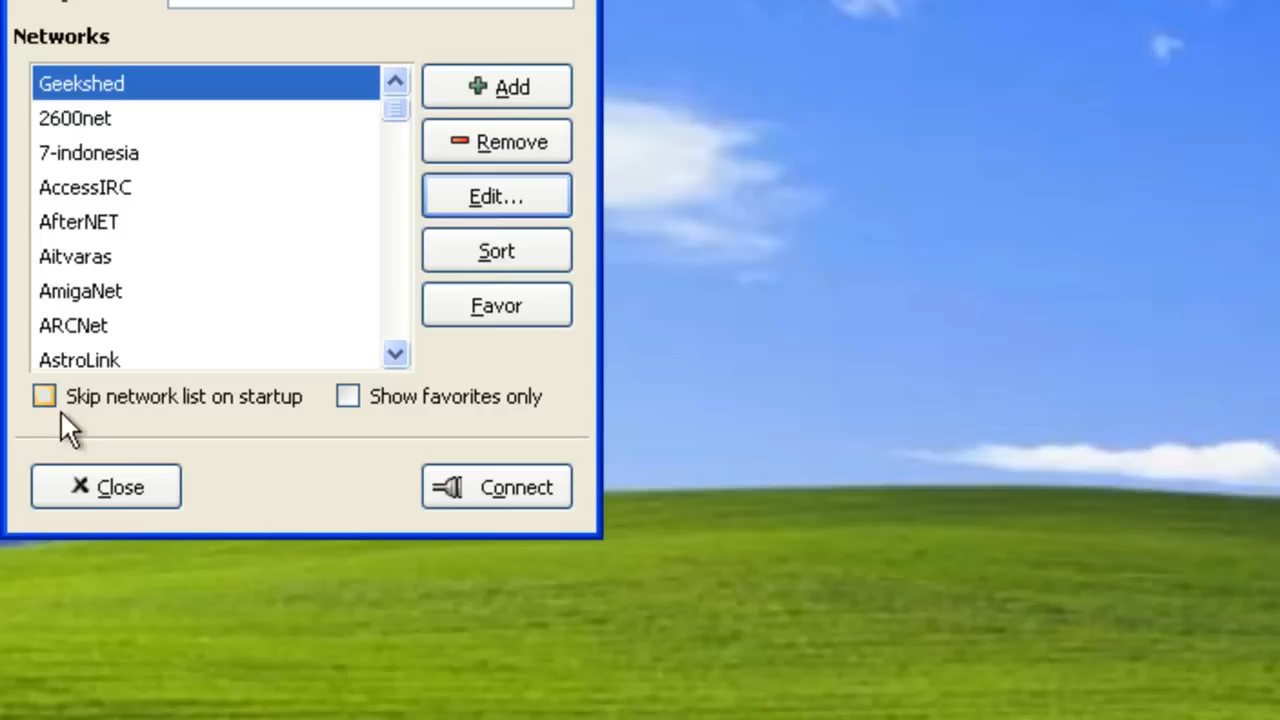 Networks
Geekshed
2600net
7-indonesia
AccessIRC
AfterNET
Aitvaras
AmigaNet
ARCNet
AstroLink
Add
Remove
Edit...
Sort
Favor
Skip network list on startup
Show favorites only
Close
Connect